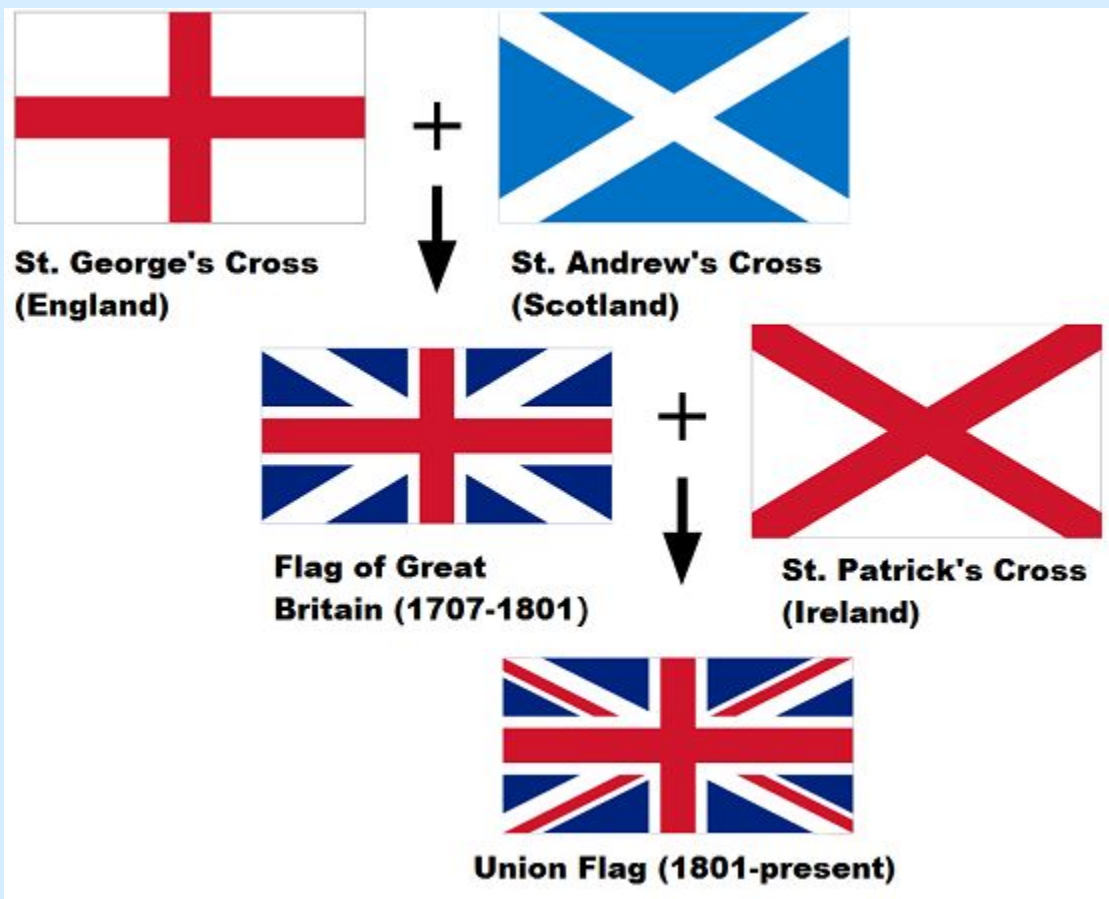 St. George's Cross
(England)
St. Andrew's Cross
(Scotland)
Flag of Great
Britain (1707-1801)
St. Patrick's Cross
(Ireland)
Union Flag (1801-present)